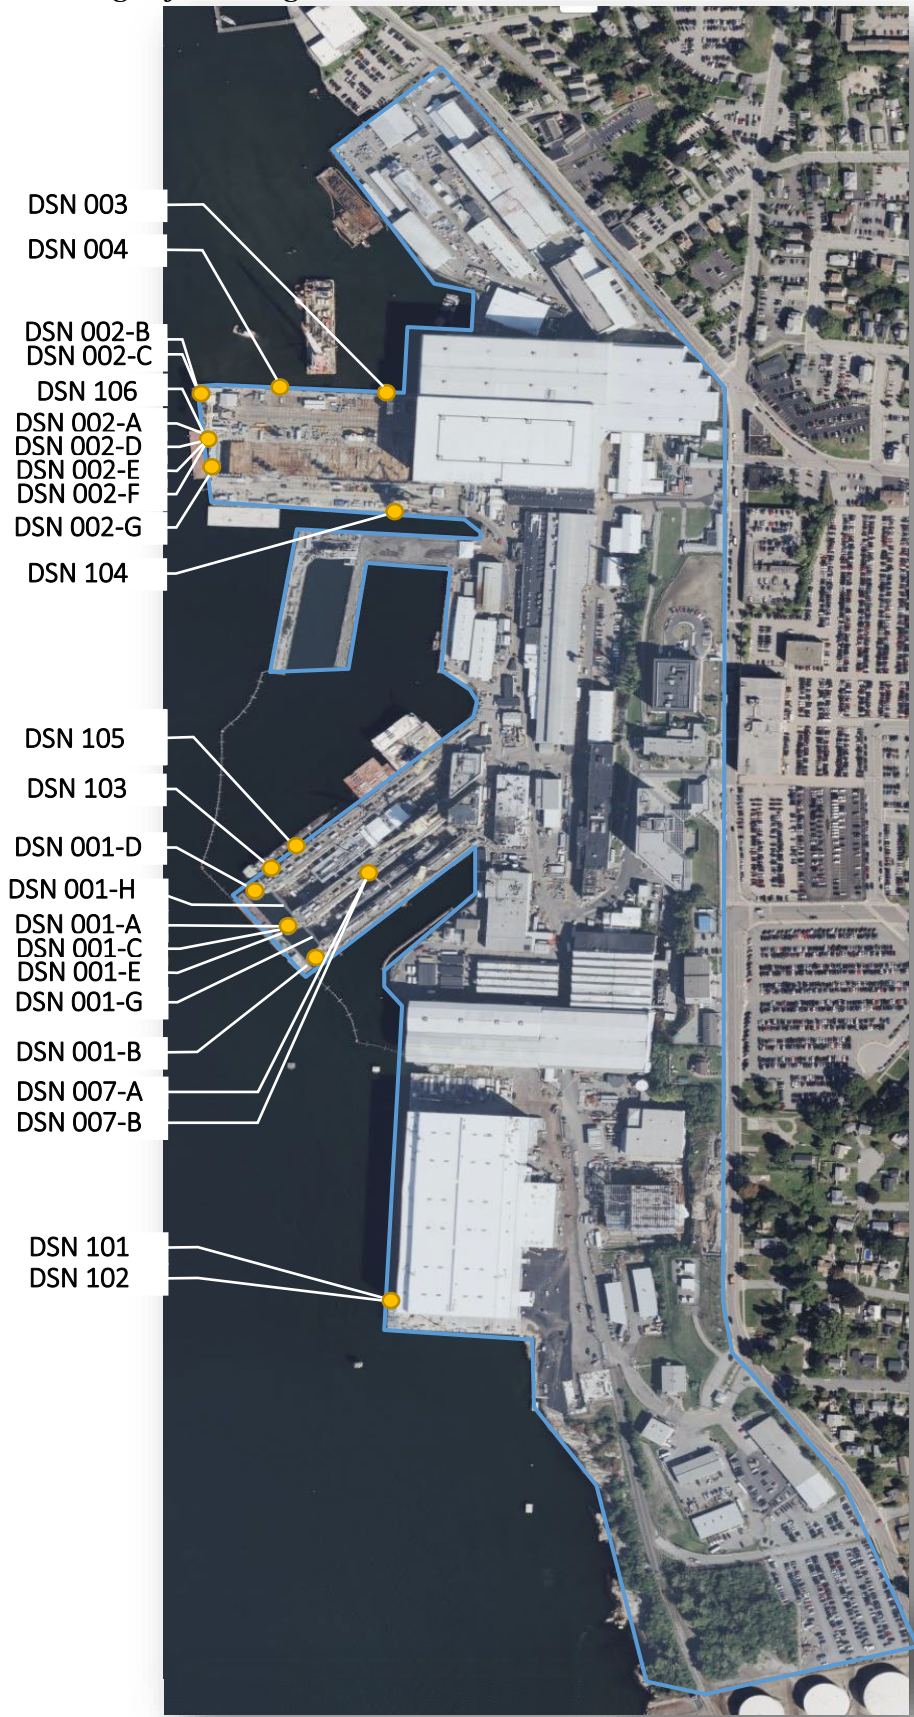 DSN 003
DSN 004
DSN 002-B
DSN 002-C
DSN 106
DSN 002-A
DSN 002-D
DSN 002-E
DSN 002-F
DSN 002-G
DSN 104
DSN 105
DSN 103
DSN 001-D
DSN 001-H
DSN 001-A
DSN 001-C
DSN 001-E
DSN 001-G
DSN 001-B
DSN 007-A
DSN 007-B
DSN 101
DSN 102